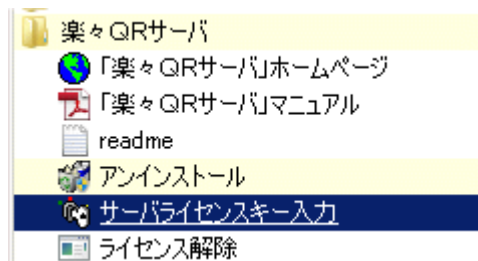 楽々QRサーバ
「楽々QRサーバ」ホームページ
「楽々QRサーバ」マニュアル
readme
アンインストール
サーバライセンスキー入力
ライセンス解除